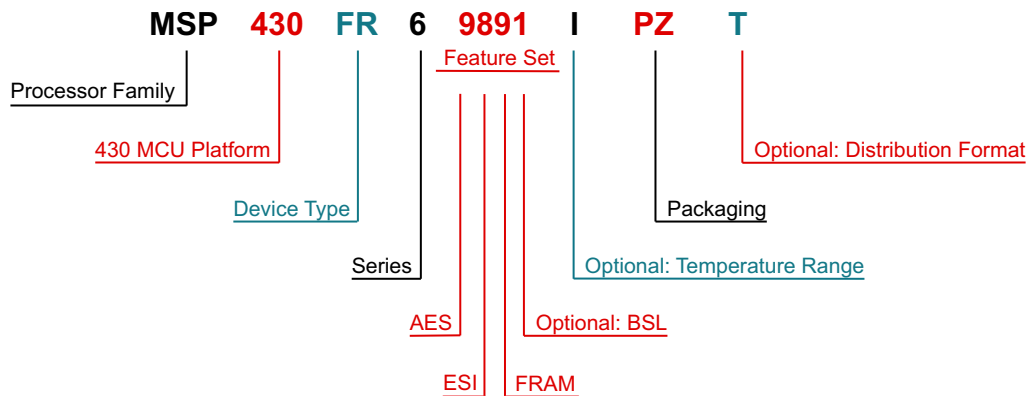 MSP 430 FR 6 9891 I PZ T
Feature Set
Processor Family
430 MCU Platform
Optional: Distribution Format
Device Type
Packaging
Series
Optional: Temperature Range
AES
Optional: BSL
ESI
FRAM